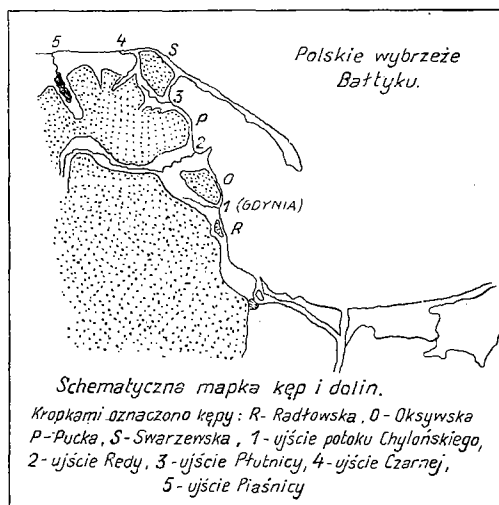 Polskie wybrzeże
Bałtyku.
5
4
S
3
P
2
O
1 (GDYNIA)
R
Schematyczna mapka kęp i dolin.
Kropkami oznaczono kępy: R-Radłowska, O-Oksywska
P-Pucka, S-Swarzewska, 1-ujście potoku Chylońskiego,
2-ujście Redy, 3-ujście Płutnicy, 4-ujście Czarnej,
5-ujście Piaśnicy